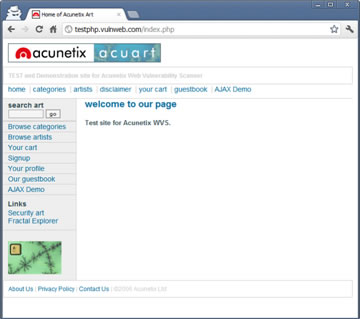 Home of Acunetix Art
testphp.vulnweb.com/index.php
acunetix acuart
TEST and Demonstration site for Acunetix Web Vulnerability Scanner
home | categories | artists | disclaimer | your cart | guestbook | AJAX Demo
search art
go
Browse categories
Browse artists
Your cart
Signup
Your profile
Our guestbook
AJAX Demo
Links
Security art
Fractal Explorer
welcome to our page
Test site for Acunetix WVS.
About Us | Privacy Policy | Contact Us | ©2006 Acunetix Ltd